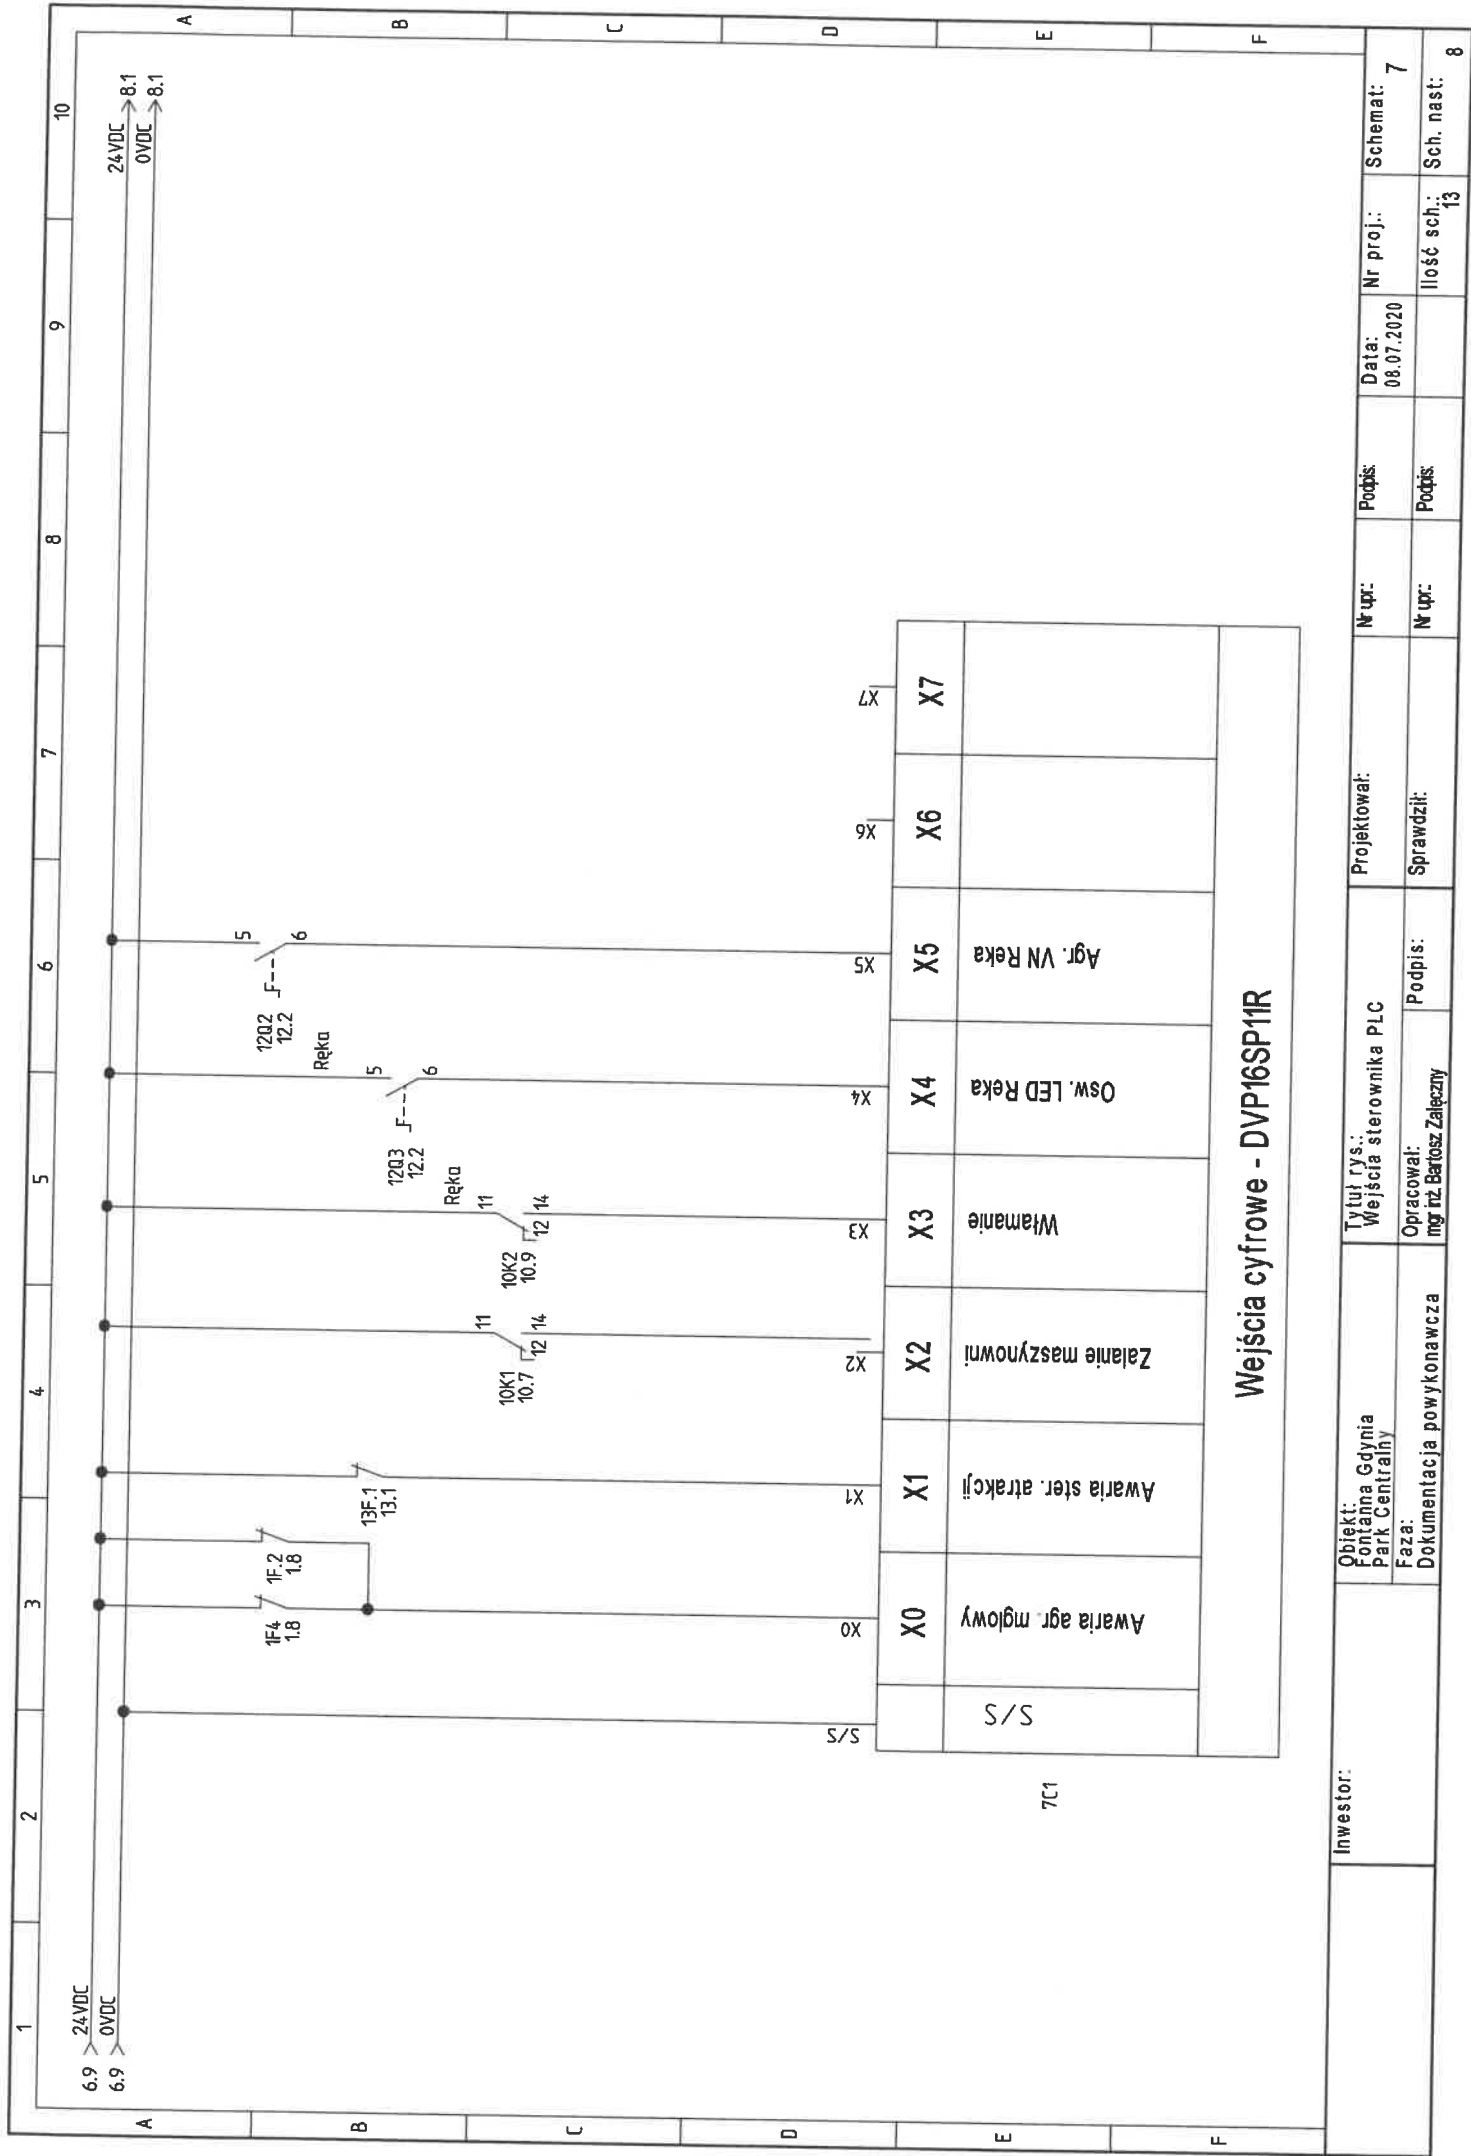 1 2 3 4 5 6 7 8 9 10
A
B
C
D
E
F
A
B
C
D
E
F
6.9 24VDC
6.9 0VDC
24VDC 8.1
0VDC 8.1
1F4
1.8
1F.2
1.8
13F.1
13.1
10K1
10.7
11
12 14
10K2
10.9
11
12 14
12Q3
12.2
Ręka
5
6
12Q2
12.2
Ręka
5
6
S/S X0 X1 X2 X3 X4 X5 X6 X7
X0 X1 X2 X3 X4 X5 X6 X7
7C1
S/S
Awaria agr. mglowy
Awaria ster. atrakcji
Zalanie maszynowni
Włamanie
Osw. LED Reka
Agr. VN Reka
Wejścia cyfrowe - DVP16SP11R
Inwestor:
Obiekt:
Fontanna Gdynia
Park Centralny
Faza:
Dokumentacja powykonawcza
Tytuł rys.:
Wejścia sterownika PLC
Opracował:
mgr inż. Bartosz Załęczny
Podpis:
Projektował:
Nr upr.:
Podpis:
Sprawdził:
Nr upr.:
Podpis:
Data:
08.07.2020
Nr proj.:
Schemat:
7
Ilość sch.:
13
Sch. nast:
8